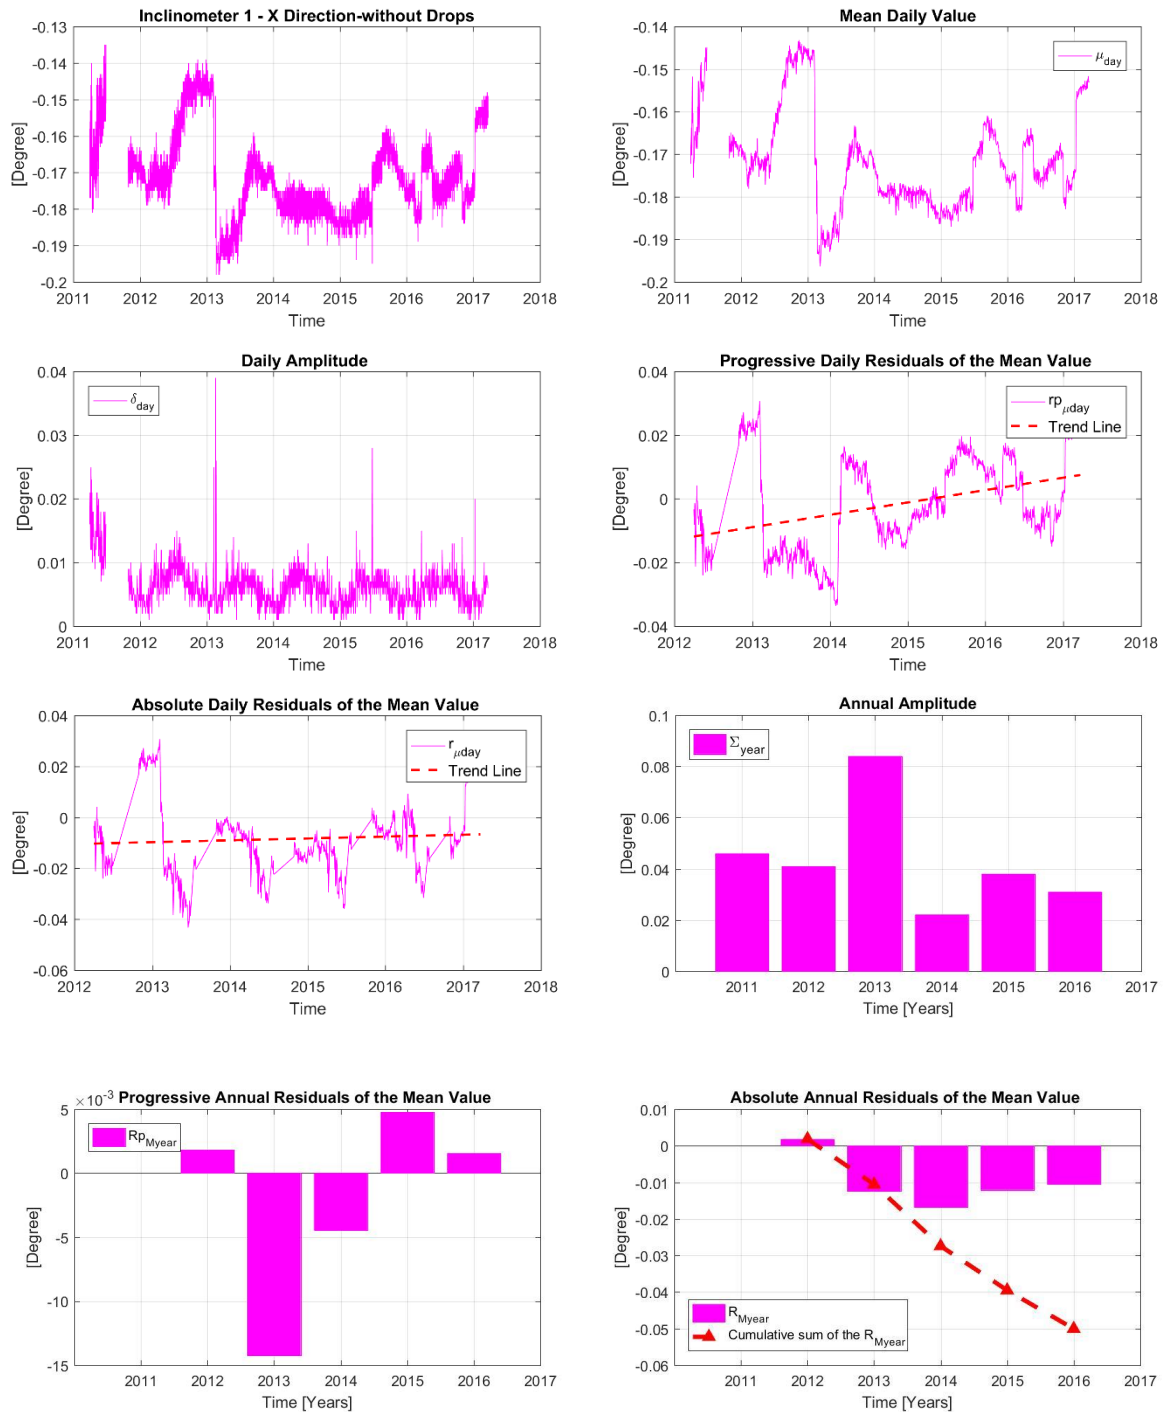 Inclinometer 1 - X Direction-without Drops
-0.13
-0.14
-0.15
-0.16
-0.17
-0.18
-0.19
-0.2
[Degree]
2011 2012 2013 2014 2015 2016 2017 2018
Time
Mean Daily Value
-0.14
-0.15
-0.16
-0.17
-0.18
-0.19
-0.2
[Degree]
μday
2011 2012 2013 2014 2015 2016 2017 2018
Time
Daily Amplitude
0.04
0.03
0.02
0.01
0
[Degree]
δday
2011 2012 2013 2014 2015 2016 2017 2018
Time
Progressive Daily Residuals of the Mean Value
0.04
0.02
0
-0.02
-0.04
[Degree]
rpμday
Trend Line
2012 2013 2014 2015 2016 2017 2018
Time
Absolute Daily Residuals of the Mean Value
0.04
0.02
0
-0.02
-0.04
-0.06
[Degree]
rμday
Trend Line
2012 2013 2014 2015 2016 2017 2018
Time
Annual Amplitude
0.1
0.08
0.06
0.04
0.02
0
[Degree]
Σyear
2011 2012 2013 2014 2015 2016 2017
Time [Years]
×10-3 Progressive Annual Residuals of the Mean Value
5
0
-5
-10
-15
[Degree]
RpMyear
2011 2012 2013 2014 2015 2016 2017
Time [Years]
Absolute Annual Residuals of the Mean Value
0.01
0
-0.01
-0.02
-0.03
-0.04
-0.05
-0.06
[Degree]
RMyear
Cumulative sum of the RMyear
2011 2012 2013 2014 2015 2016 2017
Time [Years]